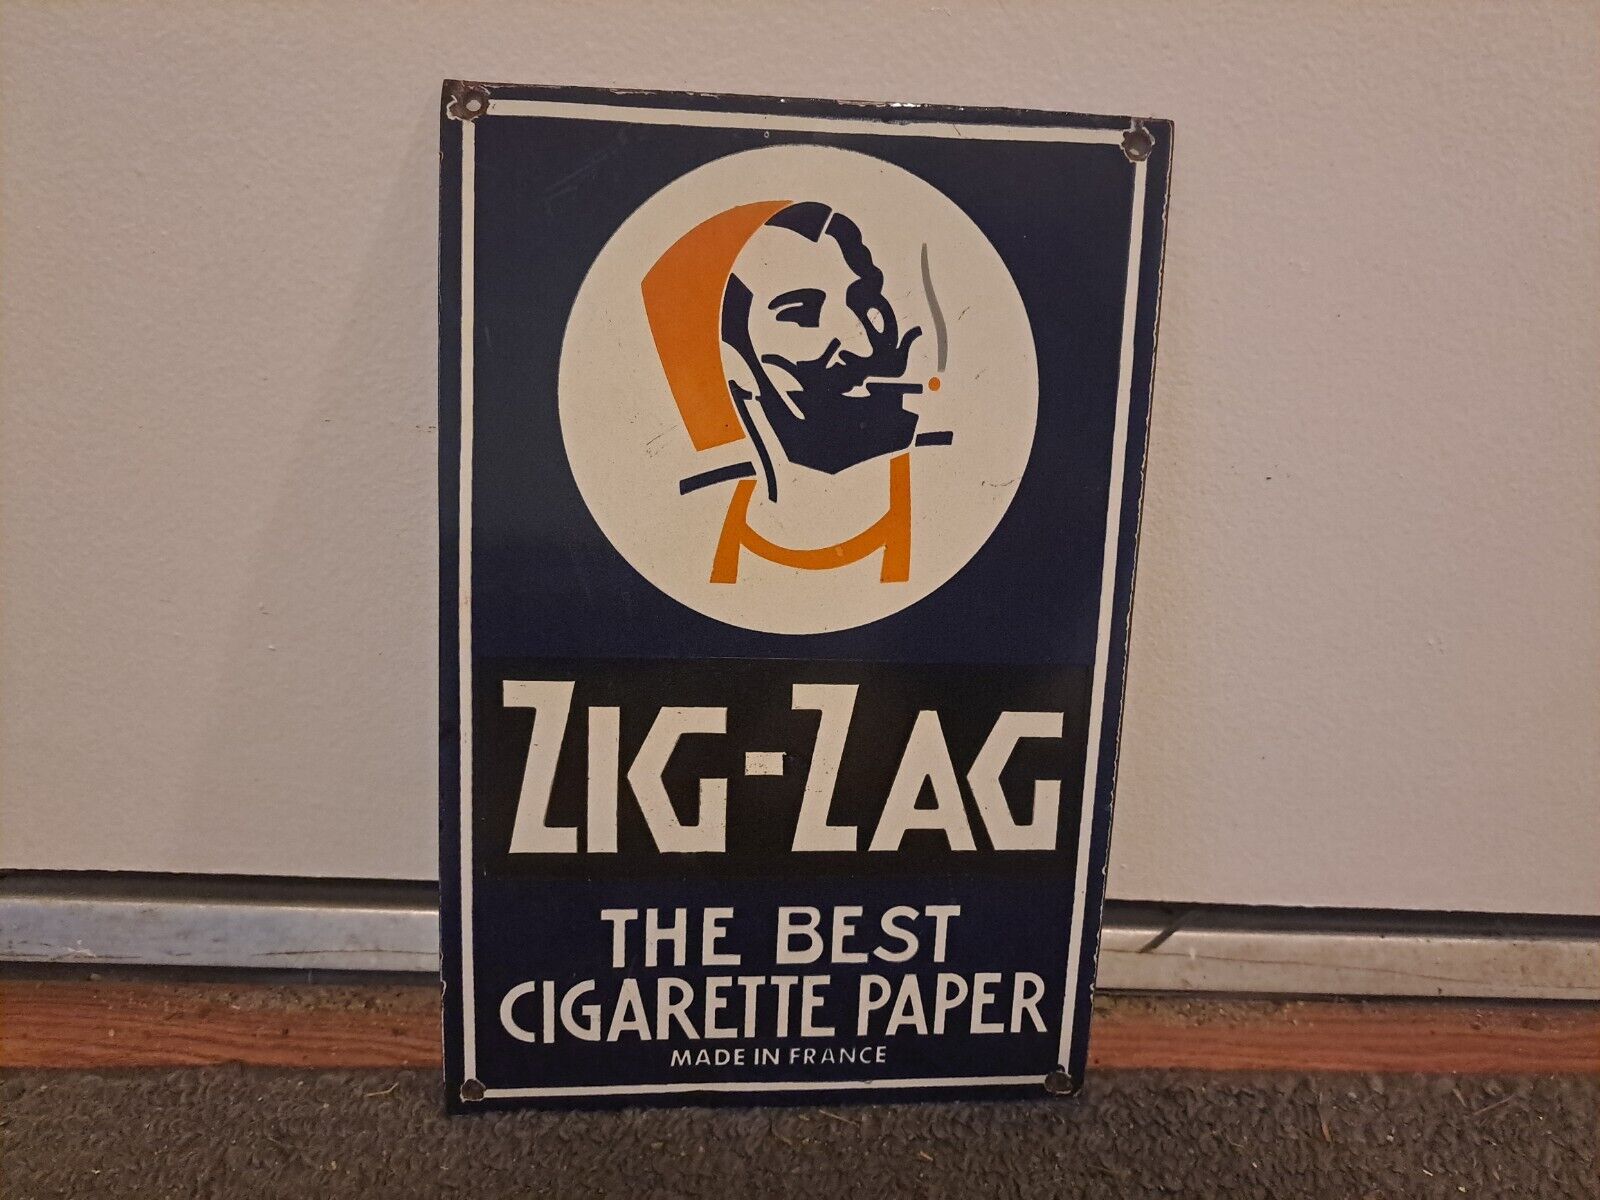 ZIG-ZAG
THE BEST
CIGARETTE PAPER
MADE IN FRANCE